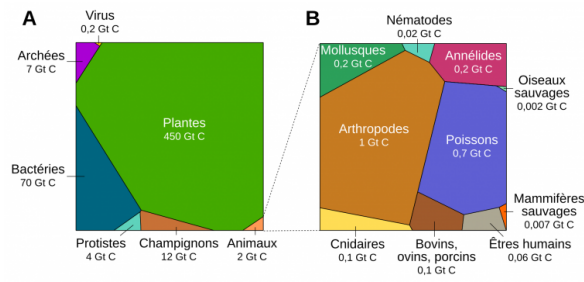 A
Virus
0,2 Gt C
Archées
7 Gt C
Plantes
450 Gt C
Bactéries
70 Gt C
Protistes
4 Gt C
Champignons
12 Gt C
Animaux
2 Gt C
B
Nématodes
0,02 Gt C
Mollusques
0,2 Gt C
Annélides
0,2 Gt C
Oiseaux
sauvages
0,002 Gt C
Arthropodes
1 Gt C
Poissons
0,7 Gt C
Mammifères
sauvages
0,007 Gt C
Cnidaires
0,1 Gt C
Bovins,
ovins, porcins
0,1 Gt C
Êtres humains
0,06 Gt C